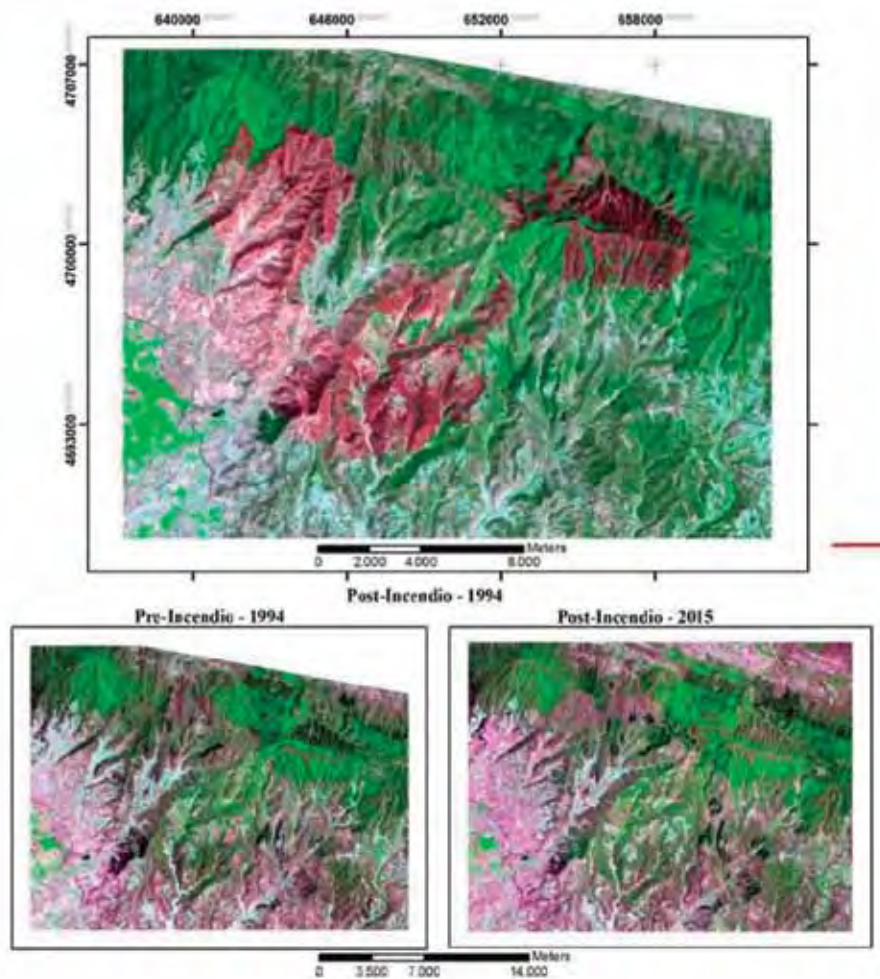 640000 646000 652000 658000
4707000
4700000
4693000
Meters
0 2.000 4.000 8.000
Post-Incendio - 1994
Pre-Incendio - 1994
Post-Incendio - 2015
Meters
0 3.500 7.000 14.000